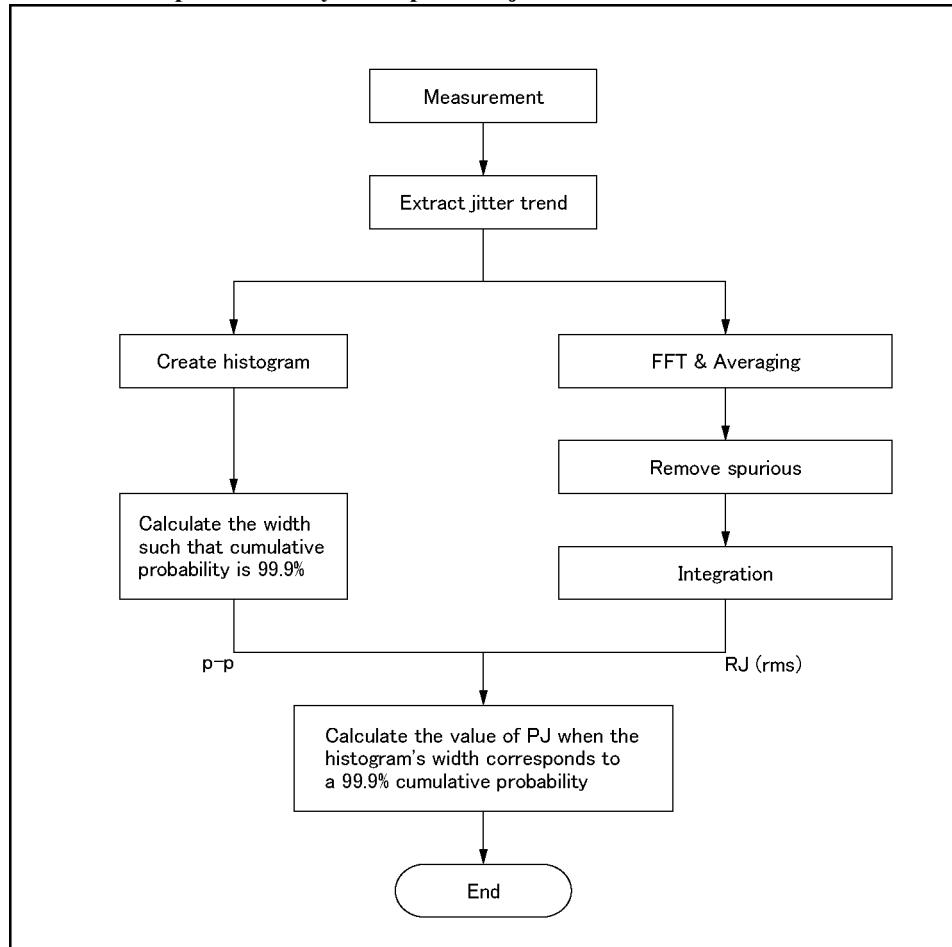 Measurement
Extract jitter trend
Create histogram
FFT & Averaging
Remove spurious
Calculate the width
such that cumulative
probability is 99.9%
Integration
p-p
RJ (rms)
Calculate the value of PJ when the
histogram's width corresponds to
a 99.9% cumulative probability
End